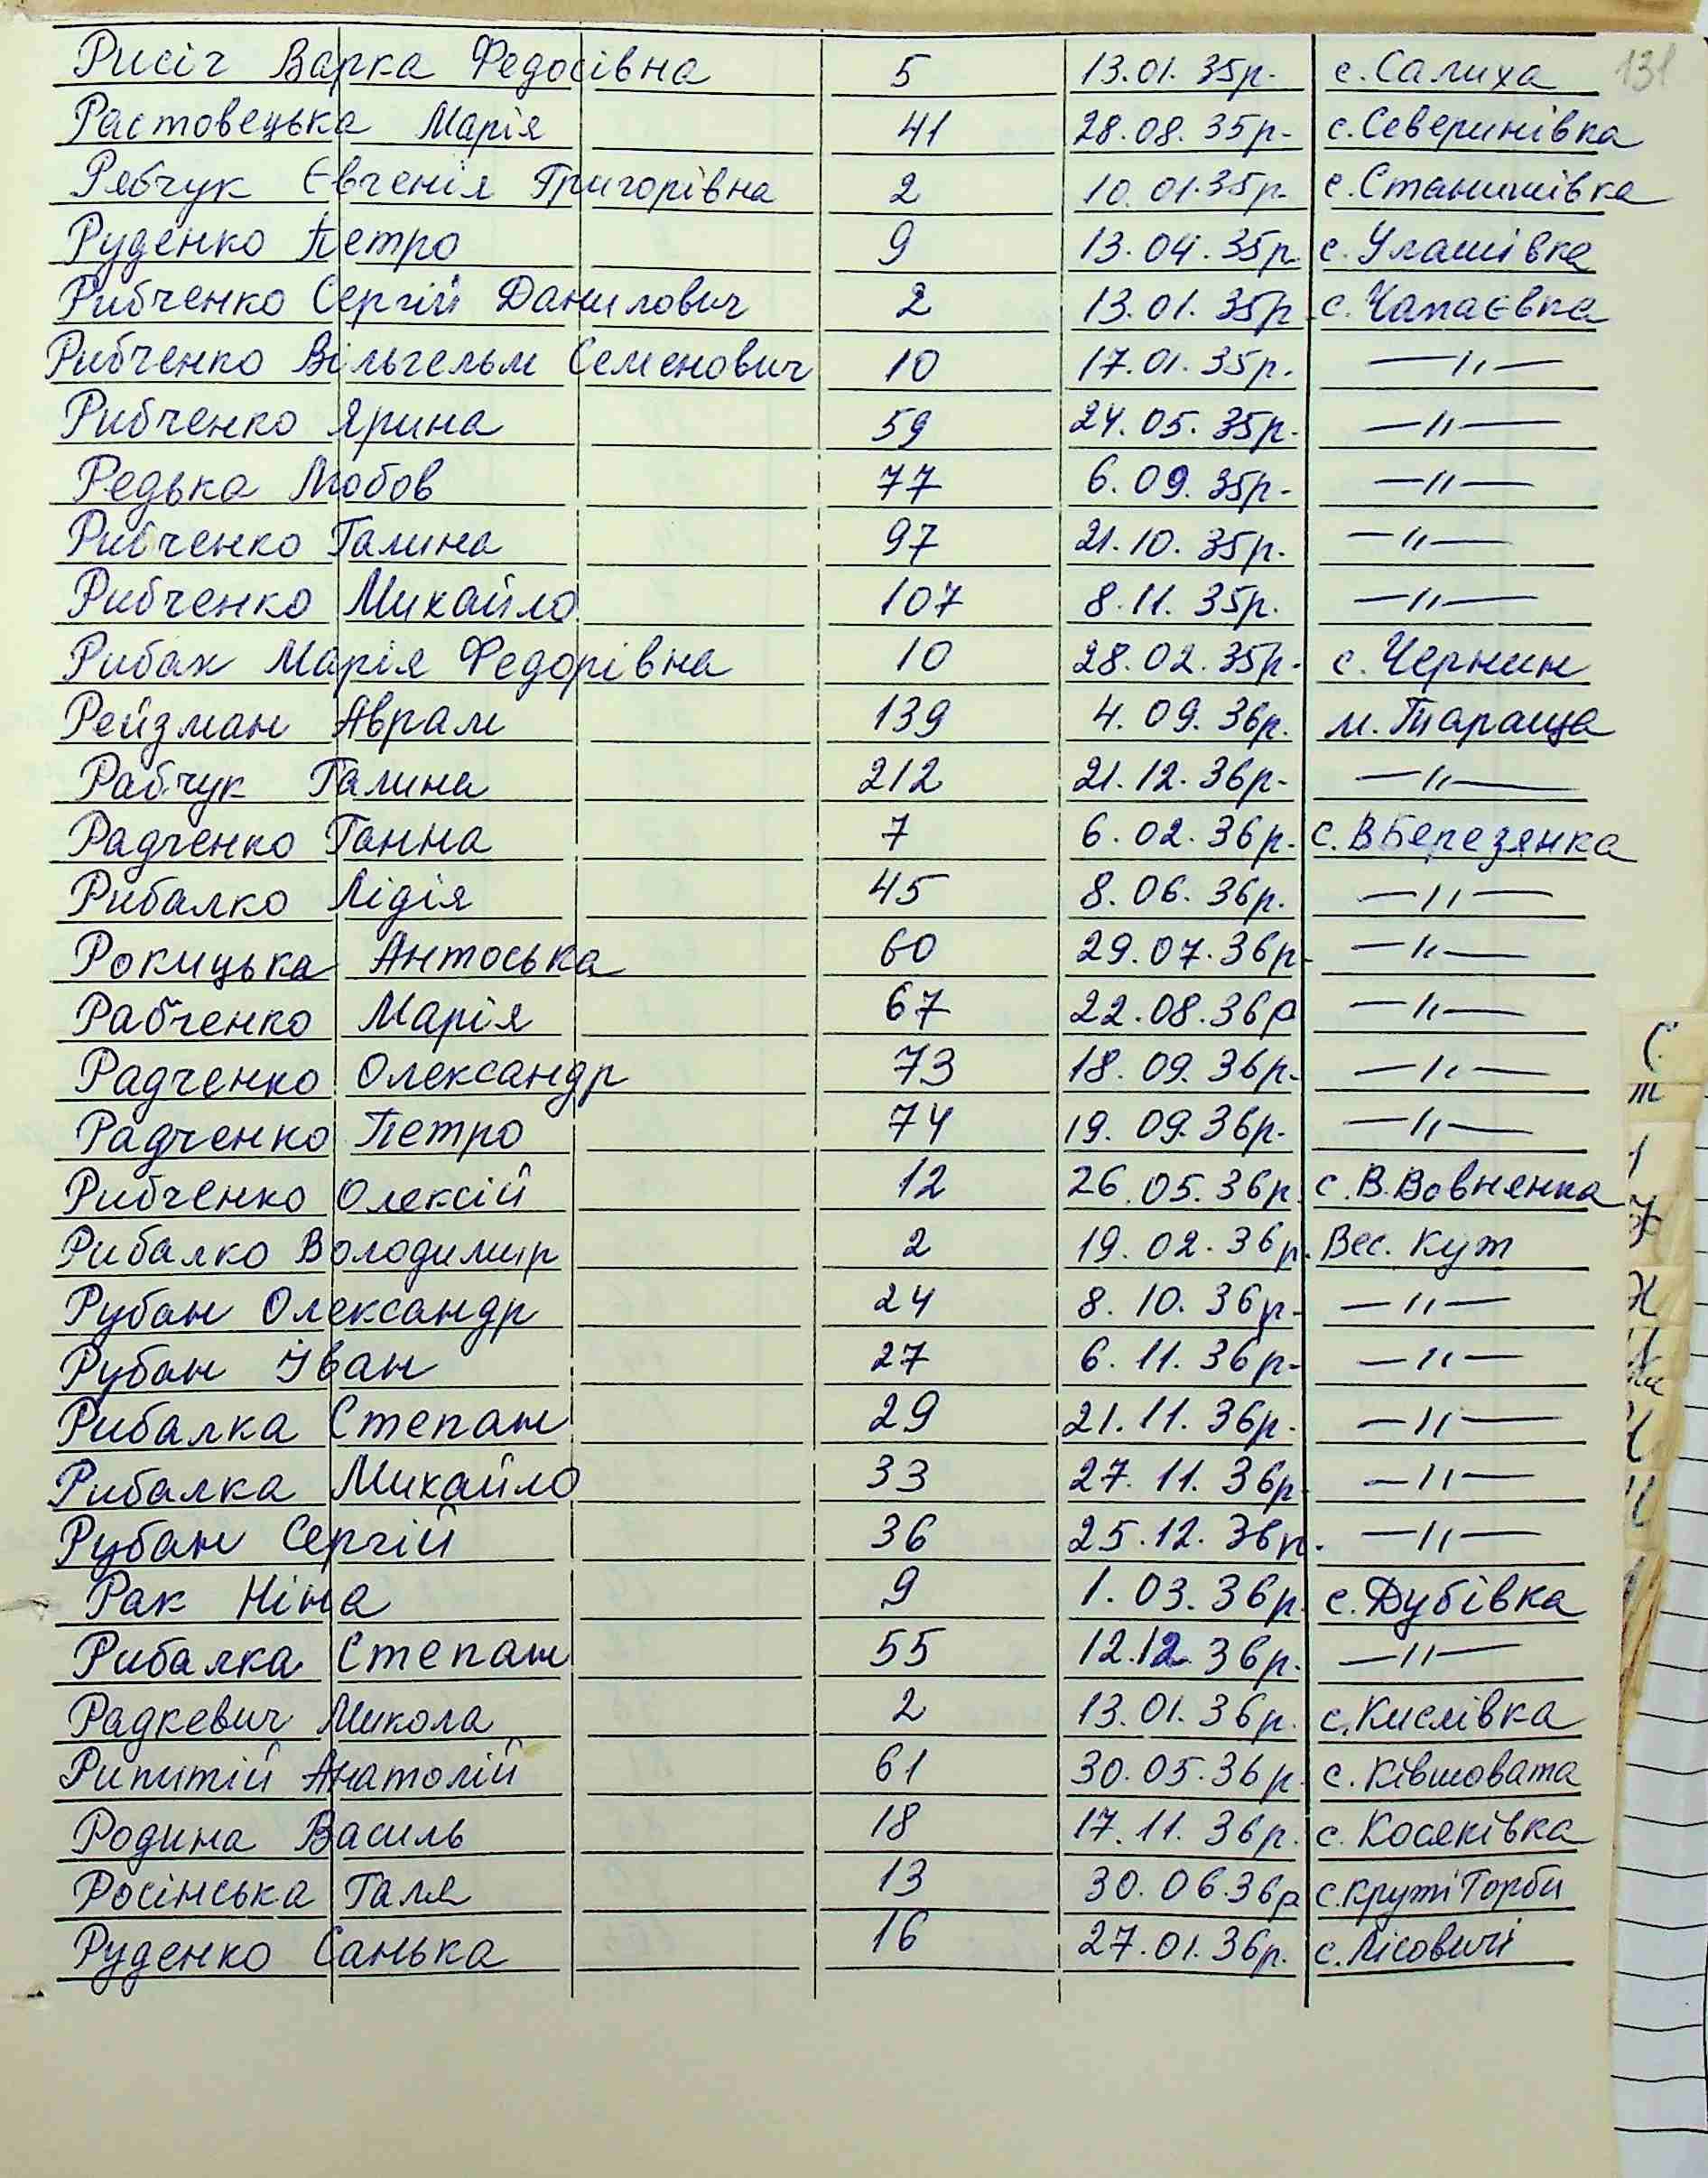 131
Рисіч Варка Федосівна 5 13.01.35р. с. Салиха
Растовецька Марія 41 28.08.35р. с. Северинівка
Рябчук Євгенія Григорівна 2 10.01.35р. с. Станишівка
Руденко Петро 9 13.04.35р. с. Улашівка
Рибченко Сергій Данилович 2 13.01.35р. с. Чапаєвка
Рибченко Вільгельм Семенович 10 17.01.35р. —"—
Рибченко Ярина 59 24.05.35р. —"—
Редька Любов 77 6.09.35р. —"—
Рибченко Галина 97 21.10.35р. —"—
Рибченко Михайло 107 8.11.35р. —"—
Рибак Марія Федорівна 10 28.02.35р. с. Чернин
Рейзман Аврам 139 4.09.36р. м. Тараща
Рабчук Галина 212 21.12.36р. —"—
Радченко Ганна 7 6.02.36р. с. В Березянка
Рибалко Лідія 45 8.06.36р. —"—
Рокицька Антоська 60 29.07.36р. —"—
Рабченко Марія 67 22.08.36р —"—
Радченко Олександр 73 18.09.36р. —"—
Радченко Петро 74 19.09.36р. —"—
Рибченко Олексій 12 26.05.36р. с. В. Вовнянка
Рибалко Володимир 2 19.02.36р. Вес. Кут
Рубан Олександр 24 8.10.36р. —"—
Рубан Іван 27 6.11.36р. —"—
Рибалка Степан 29 21.11.36р. —"—
Рибалка Михайло 33 27.11.36р. —"—
Рубан Сергій 36 25.12.36р. —"—
Рак Ніна 9 1.03.36р. с. Дубівка
Рибалка Степан 55 12.12.36р. —"—
Радкевич Микола 2 13.01.36р. с. Кислівка
Рипитій Анатолій 61 30.05.36р. с. Ківшовата
Родина Василь 18 17.11.36р. с. Косяківка
Росінська Галя 13 30.06.36р с. Круті Горби
Руденко Санька 16 27.01.36р. с. Лісовичі